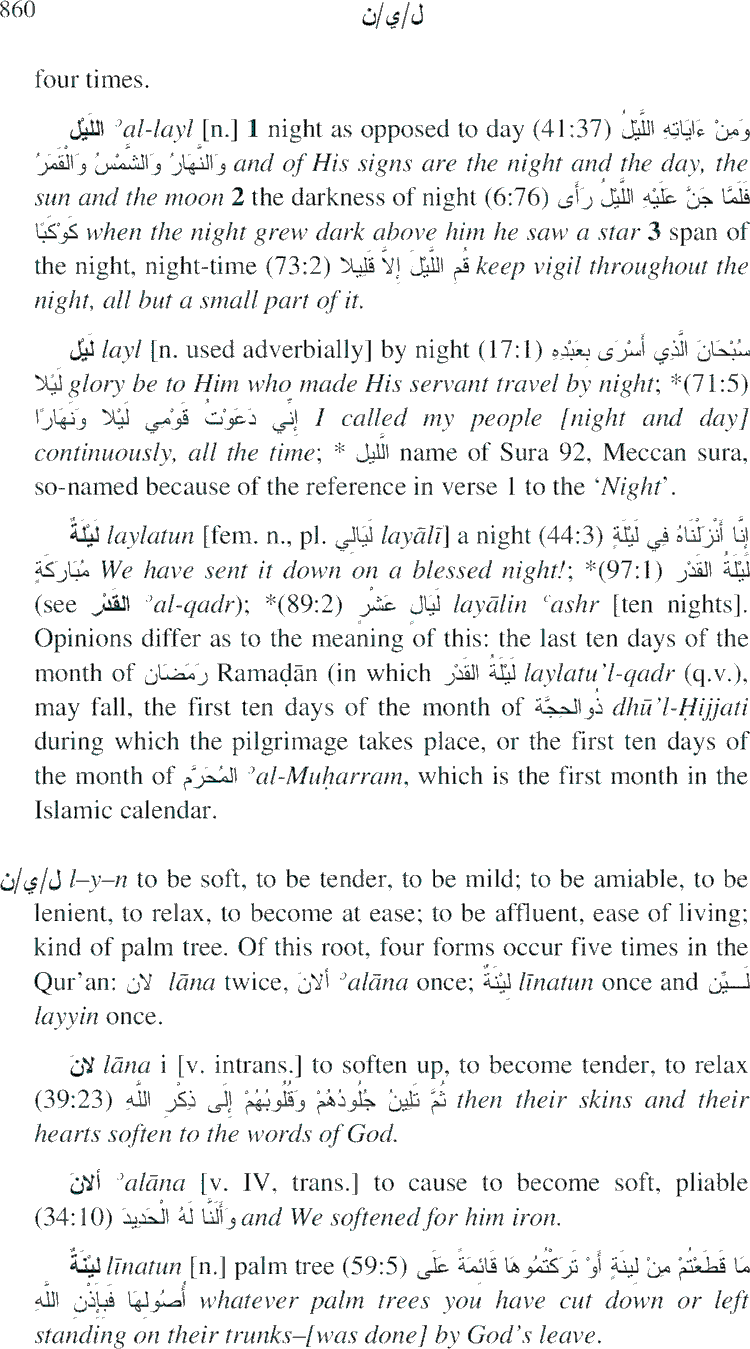 860 ل/ي/ن
four times.
اللَّيْل ʾal-layl [n.] 1 night as opposed to day (41:37) وَمِنْ ءَايَاتِهِ اللَّيْلُ
وَالنَّهَارُ وَالشَّمْسُ وَالْقَمَرُ and of His signs are the night and the day, the
sun and the moon 2 the darkness of night (6:76) فَلَمَّا جَنَّ عَلَيْهِ اللَّيْلُ رَأَى
كَوْكَبًا when the night grew dark above him he saw a star 3 span of
the night, night-time (73:2) قُمِ اللَّيْلَ إِلاَّ قَلِيلا keep vigil throughout the
night, all but a small part of it.
لَيْل layl [n. used adverbially] by night (17:1) سُبْحَانَ الَّذِي أَسْرَى بِعَبْدِهِ
لَيْلا glory be to Him who made His servant travel by night; *(71:5)
إِنِّي دَعَوْتُ قَوْمِي لَيْلا وَنَهَارًا I called my people [night and day]
continuously, all the time; * اللَّيل name of Sura 92, Meccan sura,
so-named because of the reference in verse 1 to the ‘Night’.
لَيْلَةٌ laylatun [fem. n., pl. لَيَالِي layālī] a night (44:3) إِنَّا أَنْزَلْنَاهُ فِي لَيْلَةٍ
مُبَارَكَةٍ We have sent it down on a blessed night!; *(97:1) لَيْلَةُ القَدْر
(see القَدْر ʾal-qadr); *(89:2) لَيَالٍ عَشْرٍ layālin ʿashr [ten nights].
Opinions differ as to the meaning of this: the last ten days of the
month of رَمَضَان Ramaḍān (in which لَيْلَةُ القَدْر laylatu’l-qadr (q.v.),
may fall, the first ten days of the month of ذُو الحجَّة dhū’l-Ḥijjati
during which the pilgrimage takes place, or the first ten days of
the month of المُحَرَّم ʾal-Muḥarram, which is the first month in the
Islamic calendar.
ل/ي/ن l–y–n to be soft, to be tender, to be mild; to be amiable, to be
lenient, to relax, to become at ease; to be affluent, ease of living;
kind of palm tree. Of this root, four forms occur five times in the
Qur’an: لان lāna twice, ألانَ ʾalāna once; لِيْنَةٌ līnatun once and لَــيِّن
layyin once.
لانَ lāna i [v. intrans.] to soften up, to become tender, to relax
(39:23) ثُمَّ تَلِينُ جُلُودُهُمْ وَقُلُوبُهُمْ إِلَى ذِكْرِ اللَّهِ then their skins and their
hearts soften to the words of God.
ألانَ ʾalāna [v. IV, trans.] to cause to become soft, pliable
(34:10) وَأَلَنَّا لَهُ الْحَدِيدَ and We softened for him iron.
لِيْنَةٌ līnatun [n.] palm tree (59:5) مَا قَطَعْتُمْ مِنْ لِينَةٍ أَوْ تَرَكْتُمُوهَا قَائِمَةً عَلَى
أُصُولِهَا فَبِإِذْنِ اللَّهِ whatever palm trees you have cut down or left
standing on their trunks–[was done] by God’s leave.